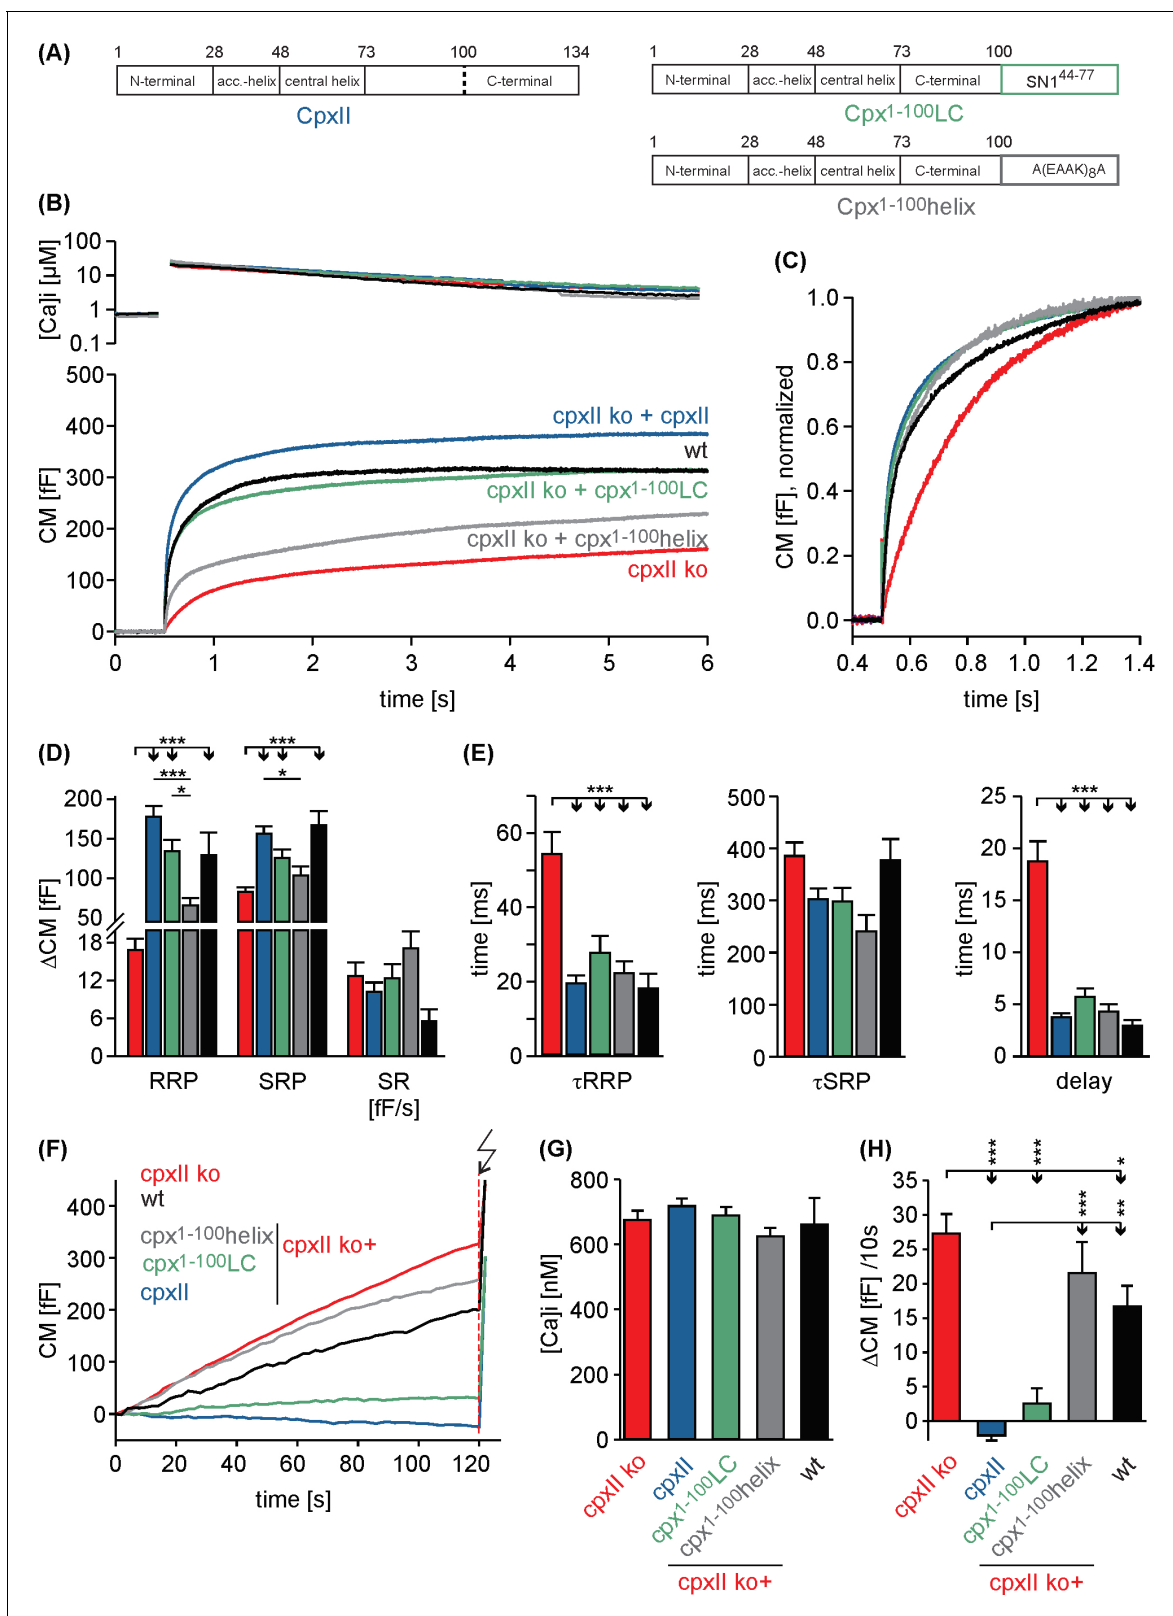 (A)
1 28 48 73 100 134
N-terminal acc.-helix central helix C-terminal
CpxII
1 28 48 73 100
N-terminal acc.-helix central helix C-terminal SN144-77
Cpx1-100LC
1 28 48 73 100
N-terminal acc.-helix central helix C-terminal A(EAAK)8A
Cpx1-100helix
(B)
[Ca]i [µM]
100
10
1
0.1
CM [fF]
500
400
300
200
100
0
cpxII ko + cpxII
wt
cpxII ko + cpx1-100LC
cpxII ko + cpx1-100helix
cpxII ko
0 1 2 3 4 5 6
time [s]
(C)
CM [fF], normalized
1.0
0.8
0.6
0.4
0.2
0.0
0.4 0.6 0.8 1.0 1.2 1.4
time [s]
(D)
*** ***
*** *
*
ΔCM [fF]
200
150
100
50
18
12
6
0
RRP SRP SR
[fF/s]
(E)
***
time [ms]
60
40
20
0
τRRP
time [ms]
500
400
300
200
100
0
τSRP
***
time [ms]
25
20
15
10
5
0
delay
(F)
cpxII ko
wt
cpx1-100helix
cpx1-100LC
cpxII
cpxII ko+
CM [fF]
400
300
200
100
0
0 20 40 60 80 100 120
time [s]
(G)
[Ca]i [nM]
800
600
400
200
0
cpxII ko
cpxII
cpx1-100LC
cpx1-100helix
wt
cpxII ko+
(H)
*** *** *
*** **
ΔCM [fF] /10s
35
30
25
20
15
10
5
0
cpxII ko
cpxII
cpx1-100LC
cpx1-100helix
wt
cpxII ko+